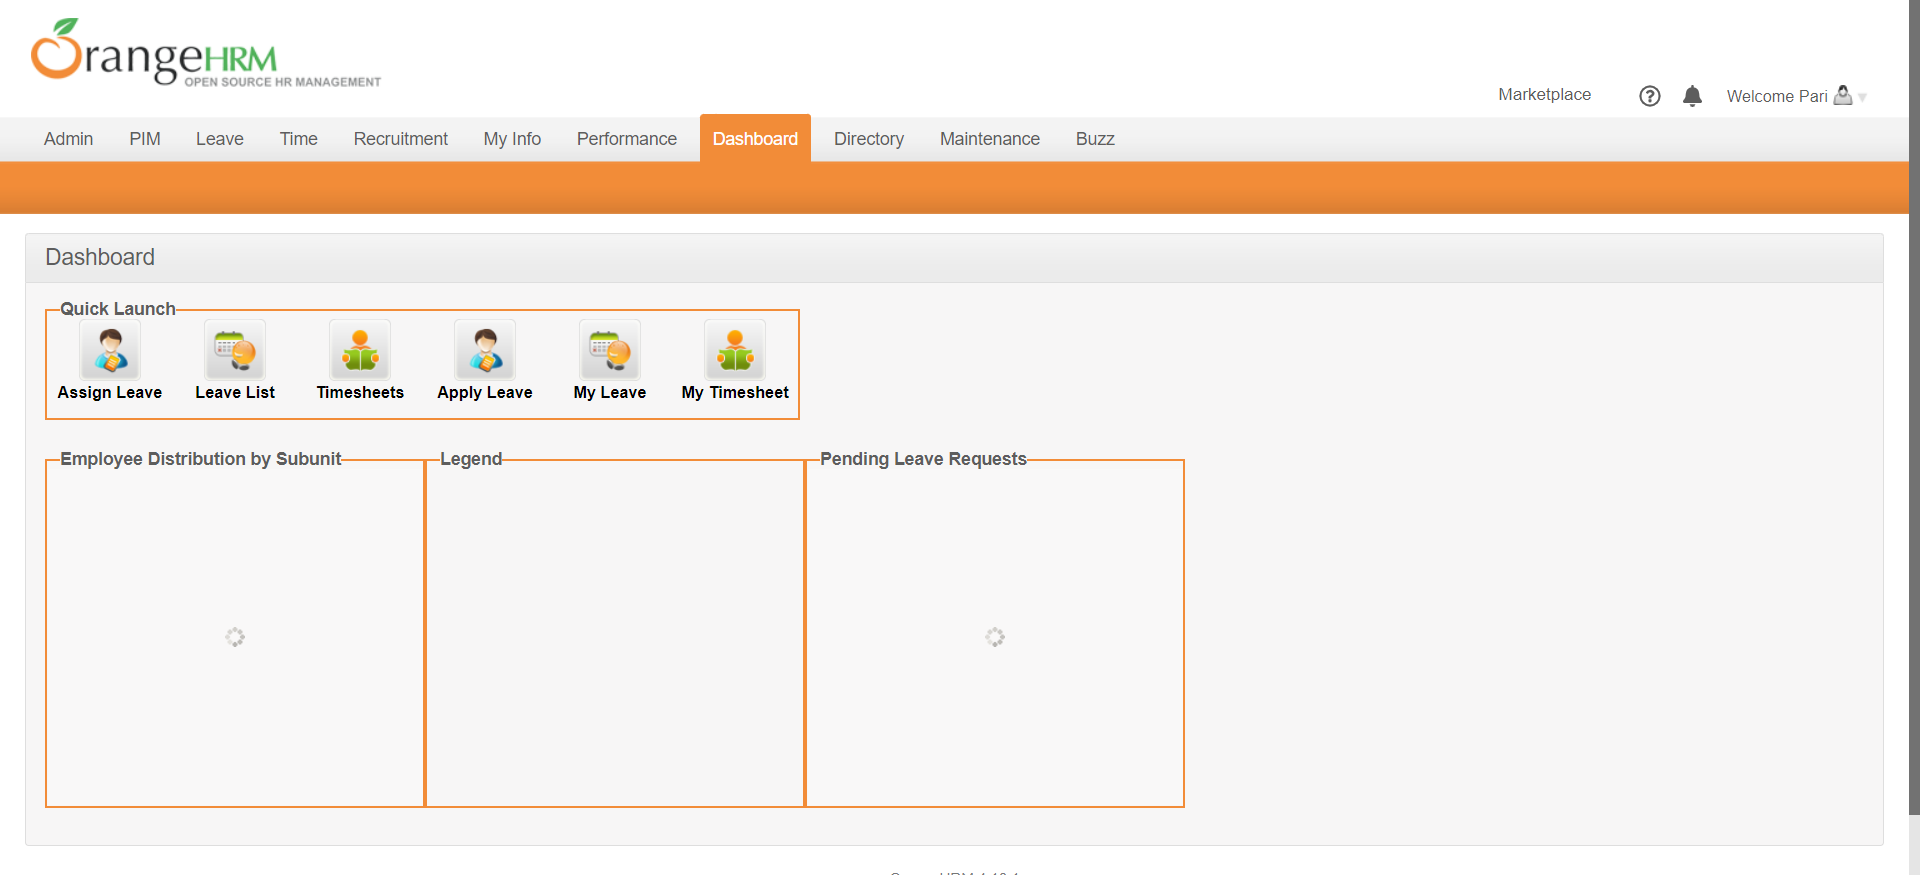 OrangeHRM
OPEN SOURCE HR MANAGEMENT
Marketplace
Welcome Pari
Admin PIM Leave Time Recruitment My Info Performance Dashboard Directory Maintenance Buzz
Dashboard
Quick Launch
Assign Leave Leave List Timesheets Apply Leave My Leave My Timesheet
Employee Distribution by Subunit Legend Pending Leave Requests